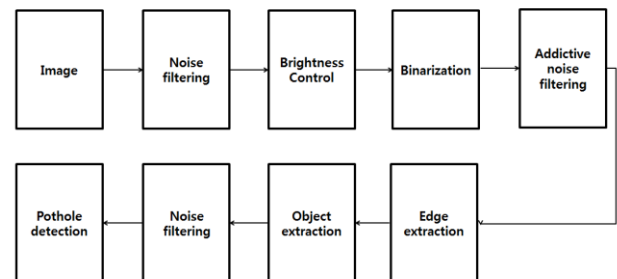 Image
Noise
filtering
Brightness
Control
Binarization
Addictive
noise
filtering
Pothole
detection
Noise
filtering
Object
extraction
Edge
extraction